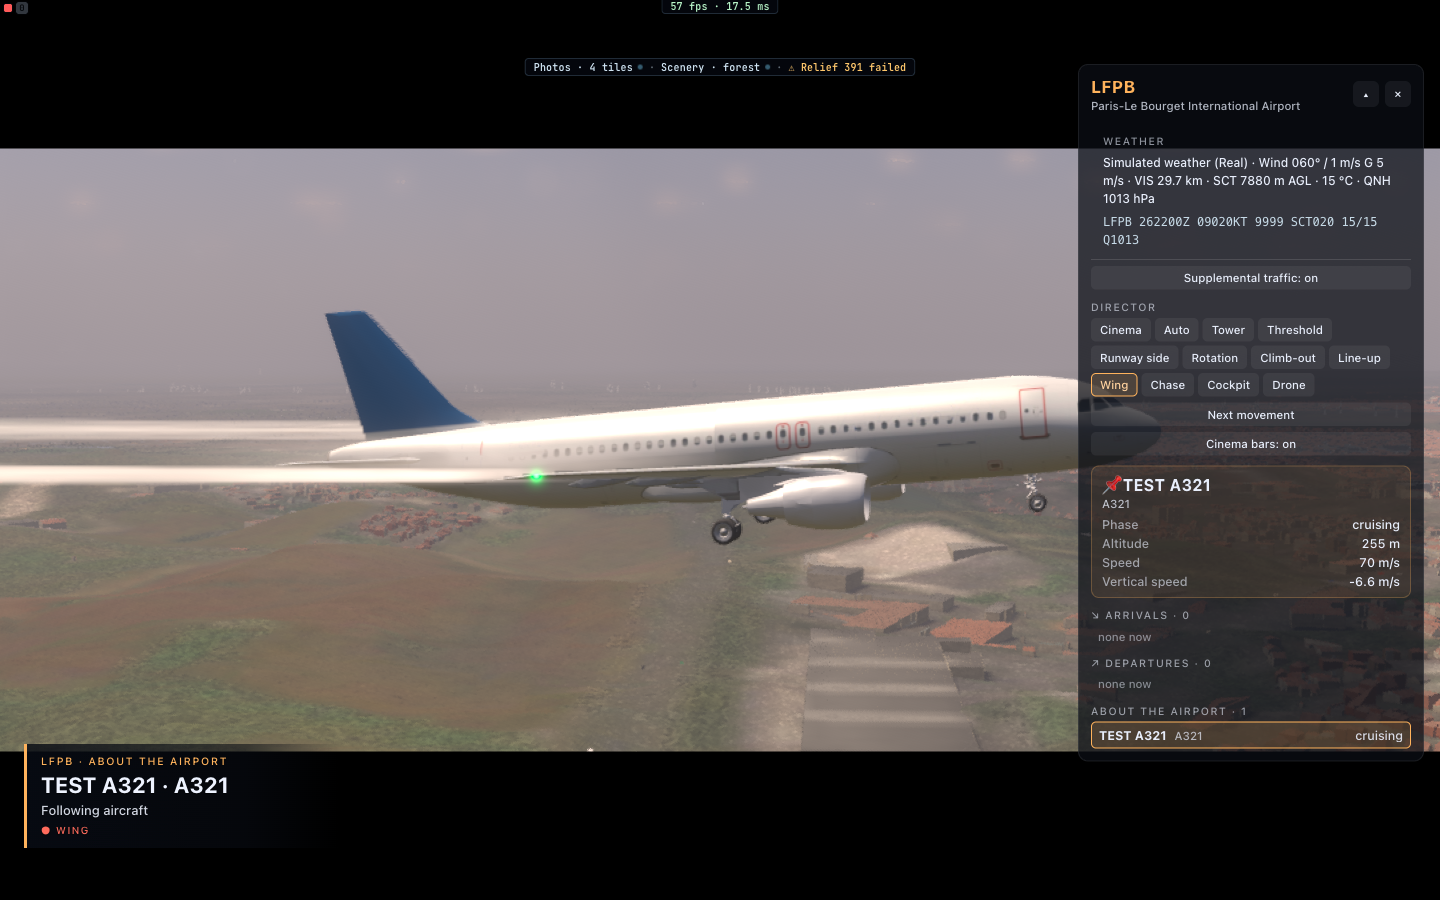 57 fps · 17.5 ms
Photos · 4 tiles · Scenery · forest · ⚠ Relief 391 failed
LFPB
Paris-Le Bourget International Airport
WEATHER
Simulated weather (Real) · Wind 060° / 1 m/s G 5
m/s · VIS 29.7 km · SCT 7880 m AGL · 15 °C · QNH
1013 hPa
LFPB 262200Z 09020KT 9999 SCT020 15/15
Q1013
Supplemental traffic: on
DIRECTOR
Cinema Auto Tower Threshold
Runway side Rotation Climb-out Line-up
Wing Chase Cockpit Drone
Next movement
Cinema bars: on
📌TEST A321
A321
Phase cruising
Altitude 255 m
Speed 70 m/s
Vertical speed -6.6 m/s
↘ ARRIVALS · 0
none now
↗ DEPARTURES · 0
none now
ABOUT THE AIRPORT · 1
TEST A321 A321 cruising
LFPB · ABOUT THE AIRPORT
TEST A321 · A321
Following aircraft
WING